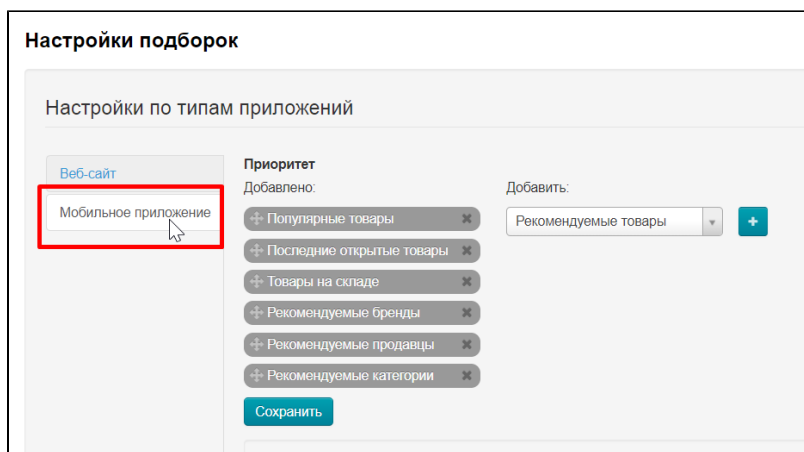 Настройки подборок
Настройки по типам приложений
Веб-сайт
Мобильное приложение
Приоритет
Добавлено:
Популярные товары
Последние открытые товары
Товары на складе
Рекомендуемые бренды
Рекомендуемые продавцы
Рекомендуемые категории
Сохранить
Добавить:
Рекомендуемые товары
+